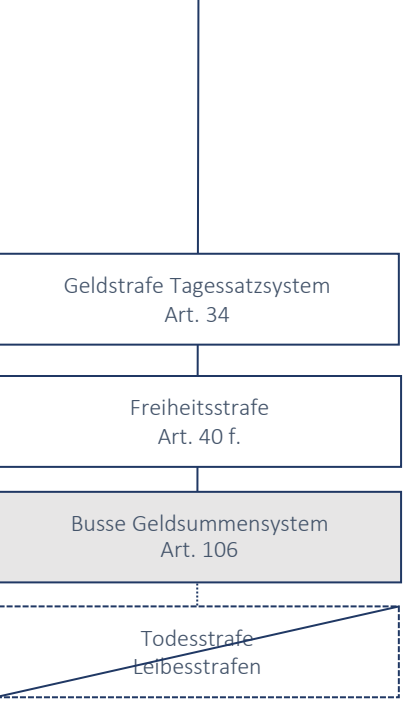 Geldstrafe Tagessatzsystem
Art. 34
Freiheitsstrafe
Art. 40 f.
Busse Geldsummensystem
Art. 106
Todesstrafe
Leibesstrafen